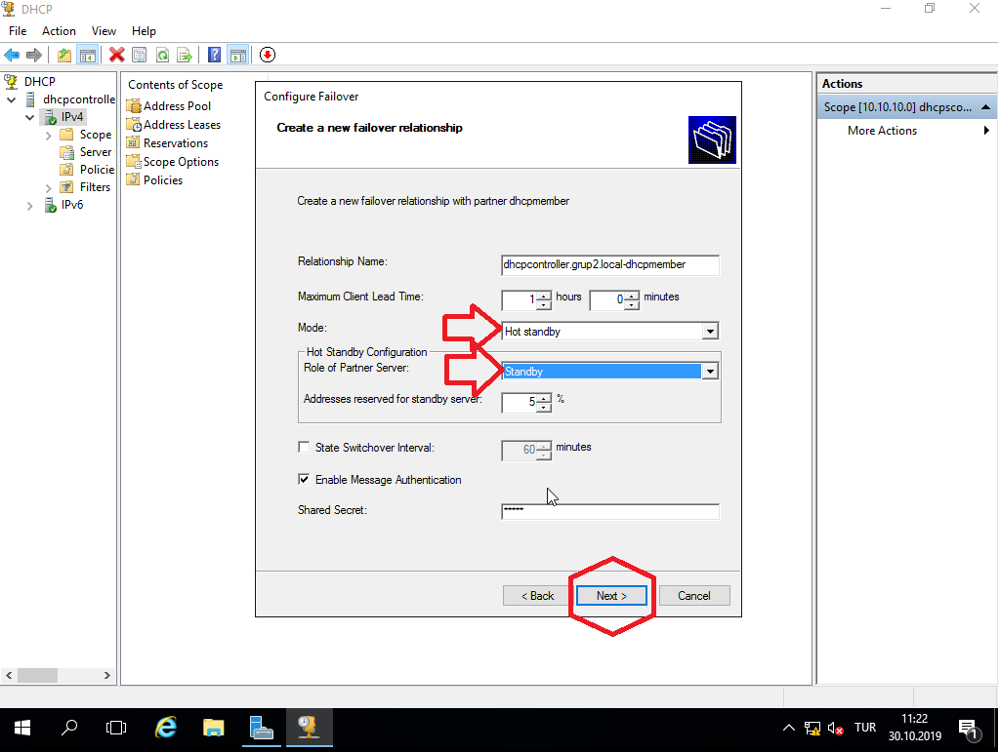 DHCP
File Action View Help
DHCP
dhcpcontrolle
IPv4
Scope
Server
Policie
Filters
IPv6
Contents of Scope
Address Pool
Address Leases
Reservations
Scope Options
Policies
Configure Failover
Create a new failover relationship
Create a new failover relationship with partner dhcpmember
Relationship Name: dhcpcontroller.grup2.local-dhcpmember
Maximum Client Lead Time: 1 hours 0 minutes
Mode: Hot standby
Hot Standby Configuration
Role of Partner Server: Standby
Addresses reserved for standby server: 5 %
State Switchover Interval: 60 minutes
Enable Message Authentication
Shared Secret: *****
< Back Next > Cancel
Actions
Scope [10.10.10.0] dhcpsco...
More Actions
TUR
11:22
30.10.2019
1